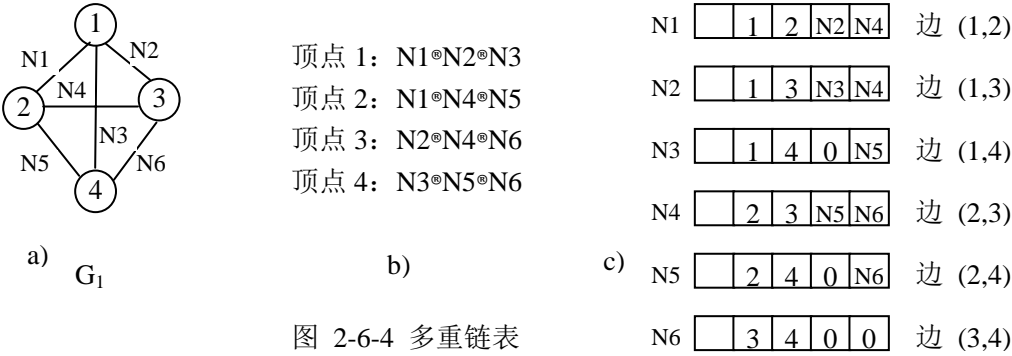 1
N1
N2
N4
2
3
N3
N5
N6
4
a)
G1
顶点 1：N1®N2®N3
顶点 2：N1®N4®N5
顶点 3：N2®N4®N6
顶点 4：N3®N5®N6
b)
图 2-6-4 多重链表
c)
N1 1 2 N2 N4 边 (1,2)
N2 1 3 N3 N4 边 (1,3)
N3 1 4 0 N5 边 (1,4)
N4 2 3 N5 N6 边 (2,3)
N5 2 4 0 N6 边 (2,4)
N6 3 4 0 0 边 (3,4)